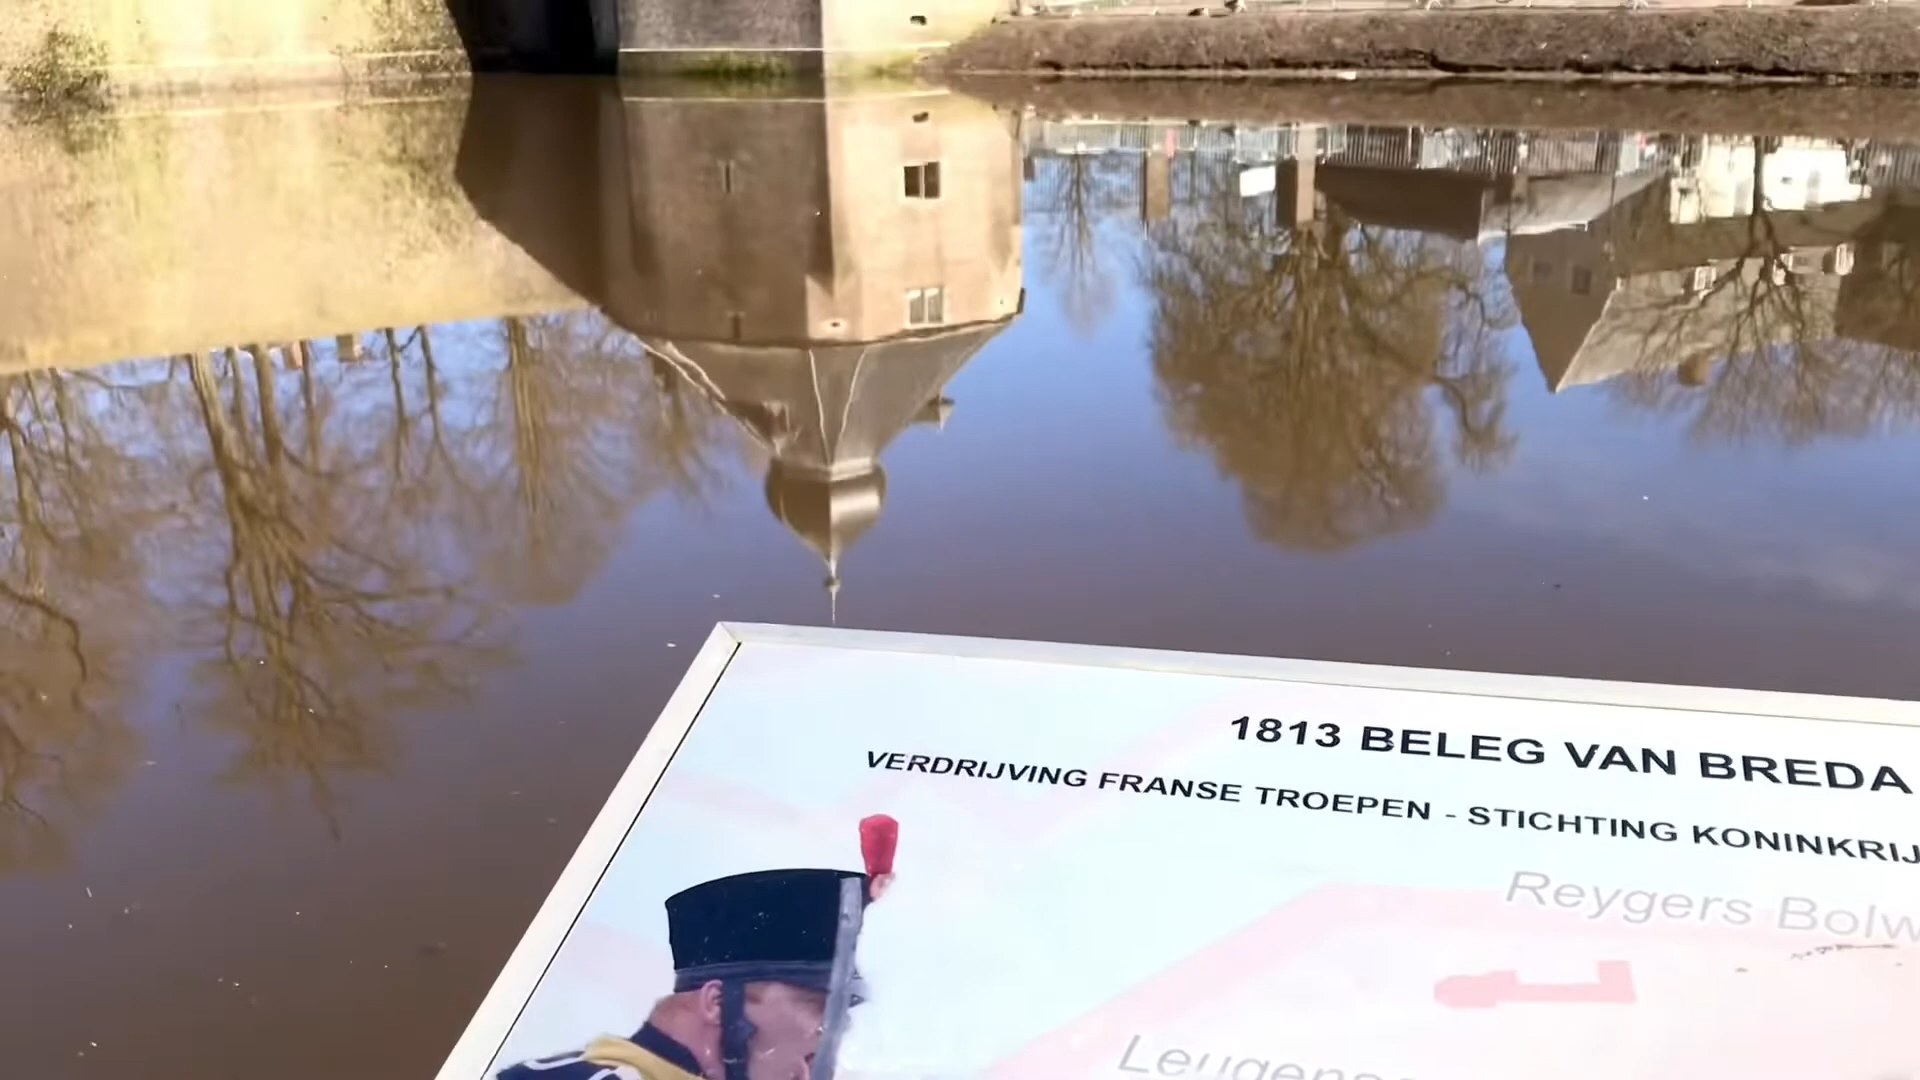 1813 BELEG VAN BREDA
VERDRIJVING FRANSE TROEPEN - STICHTING KONINKRIJ
Reygers Bolw